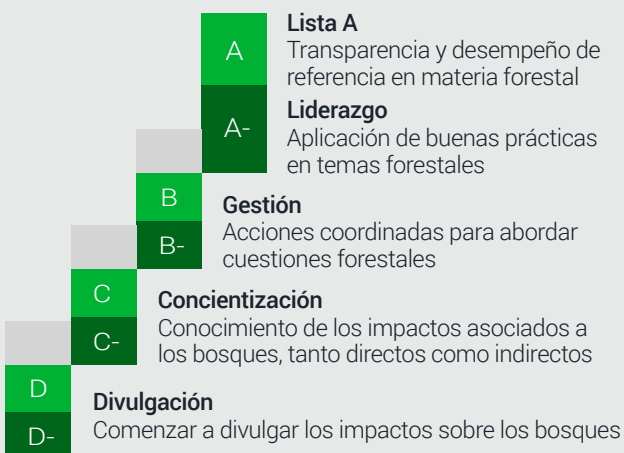 A
Lista A
Transparencia y desempeño de
referencia en materia forestal
A-
Liderazgo
Aplicación de buenas prácticas
en temas forestales
B
B-
Gestión
Acciones coordinadas para abordar
cuestiones forestales
C
C-
Concientización
Conocimiento de los impactos asociados a
los bosques, tanto directos como indirectos
D
D-
Divulgación
Comenzar a divulgar los impactos sobre los bosques